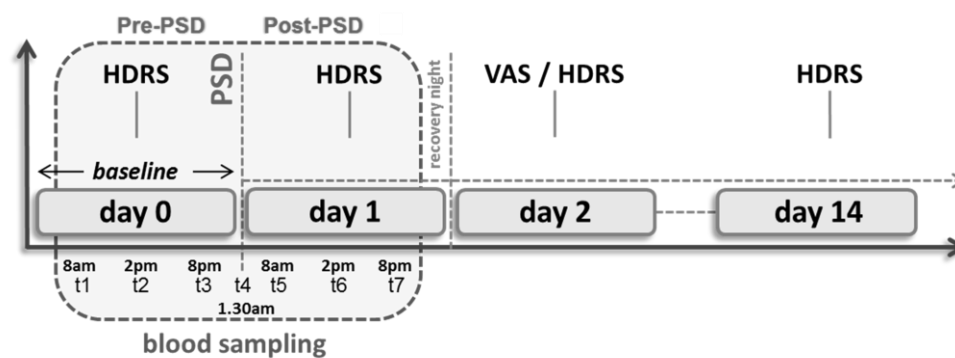 Pre-PSD Post-PSD
HDRS PSD HDRS recovery night VAS / HDRS HDRS
baseline
day 0 day 1 day 2 day 14
8am 2pm 8pm 8am 2pm 8pm
t1 t2 t3 t4 t5 t6 t7
1.30am
blood sampling